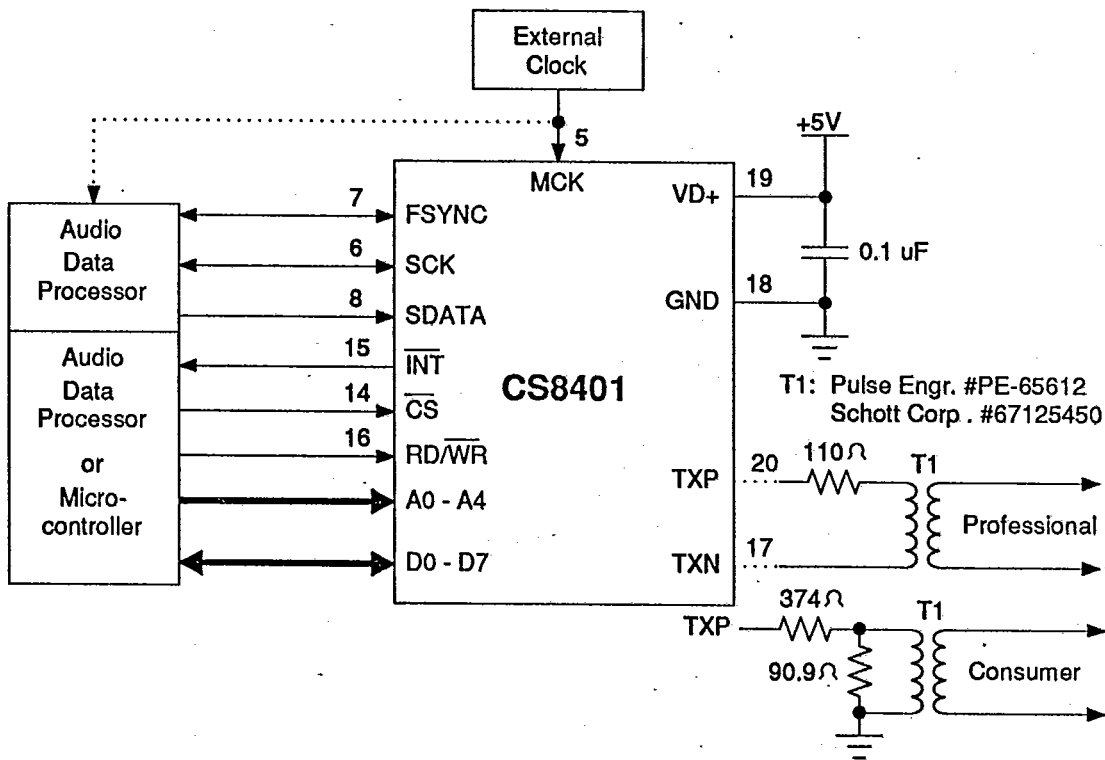 External
Clock
5
MCK
+5V
19
VD+
0.1 uF
18
GND
Audio
Data
Processor
7
FSYNC
6
SCK
8
SDATA
Audio
Data
Processor
or
Micro-
controller
15
INT
14
CS
16
RD/WR
A0 - A4
D0 - D7
CS8401
T1: Pulse Engr. #PE-65612
Schott Corp . #67125450
TXP
20
110Ω
T1
Professional
TXN
17
TXP
374Ω
90.9Ω
T1
Consumer